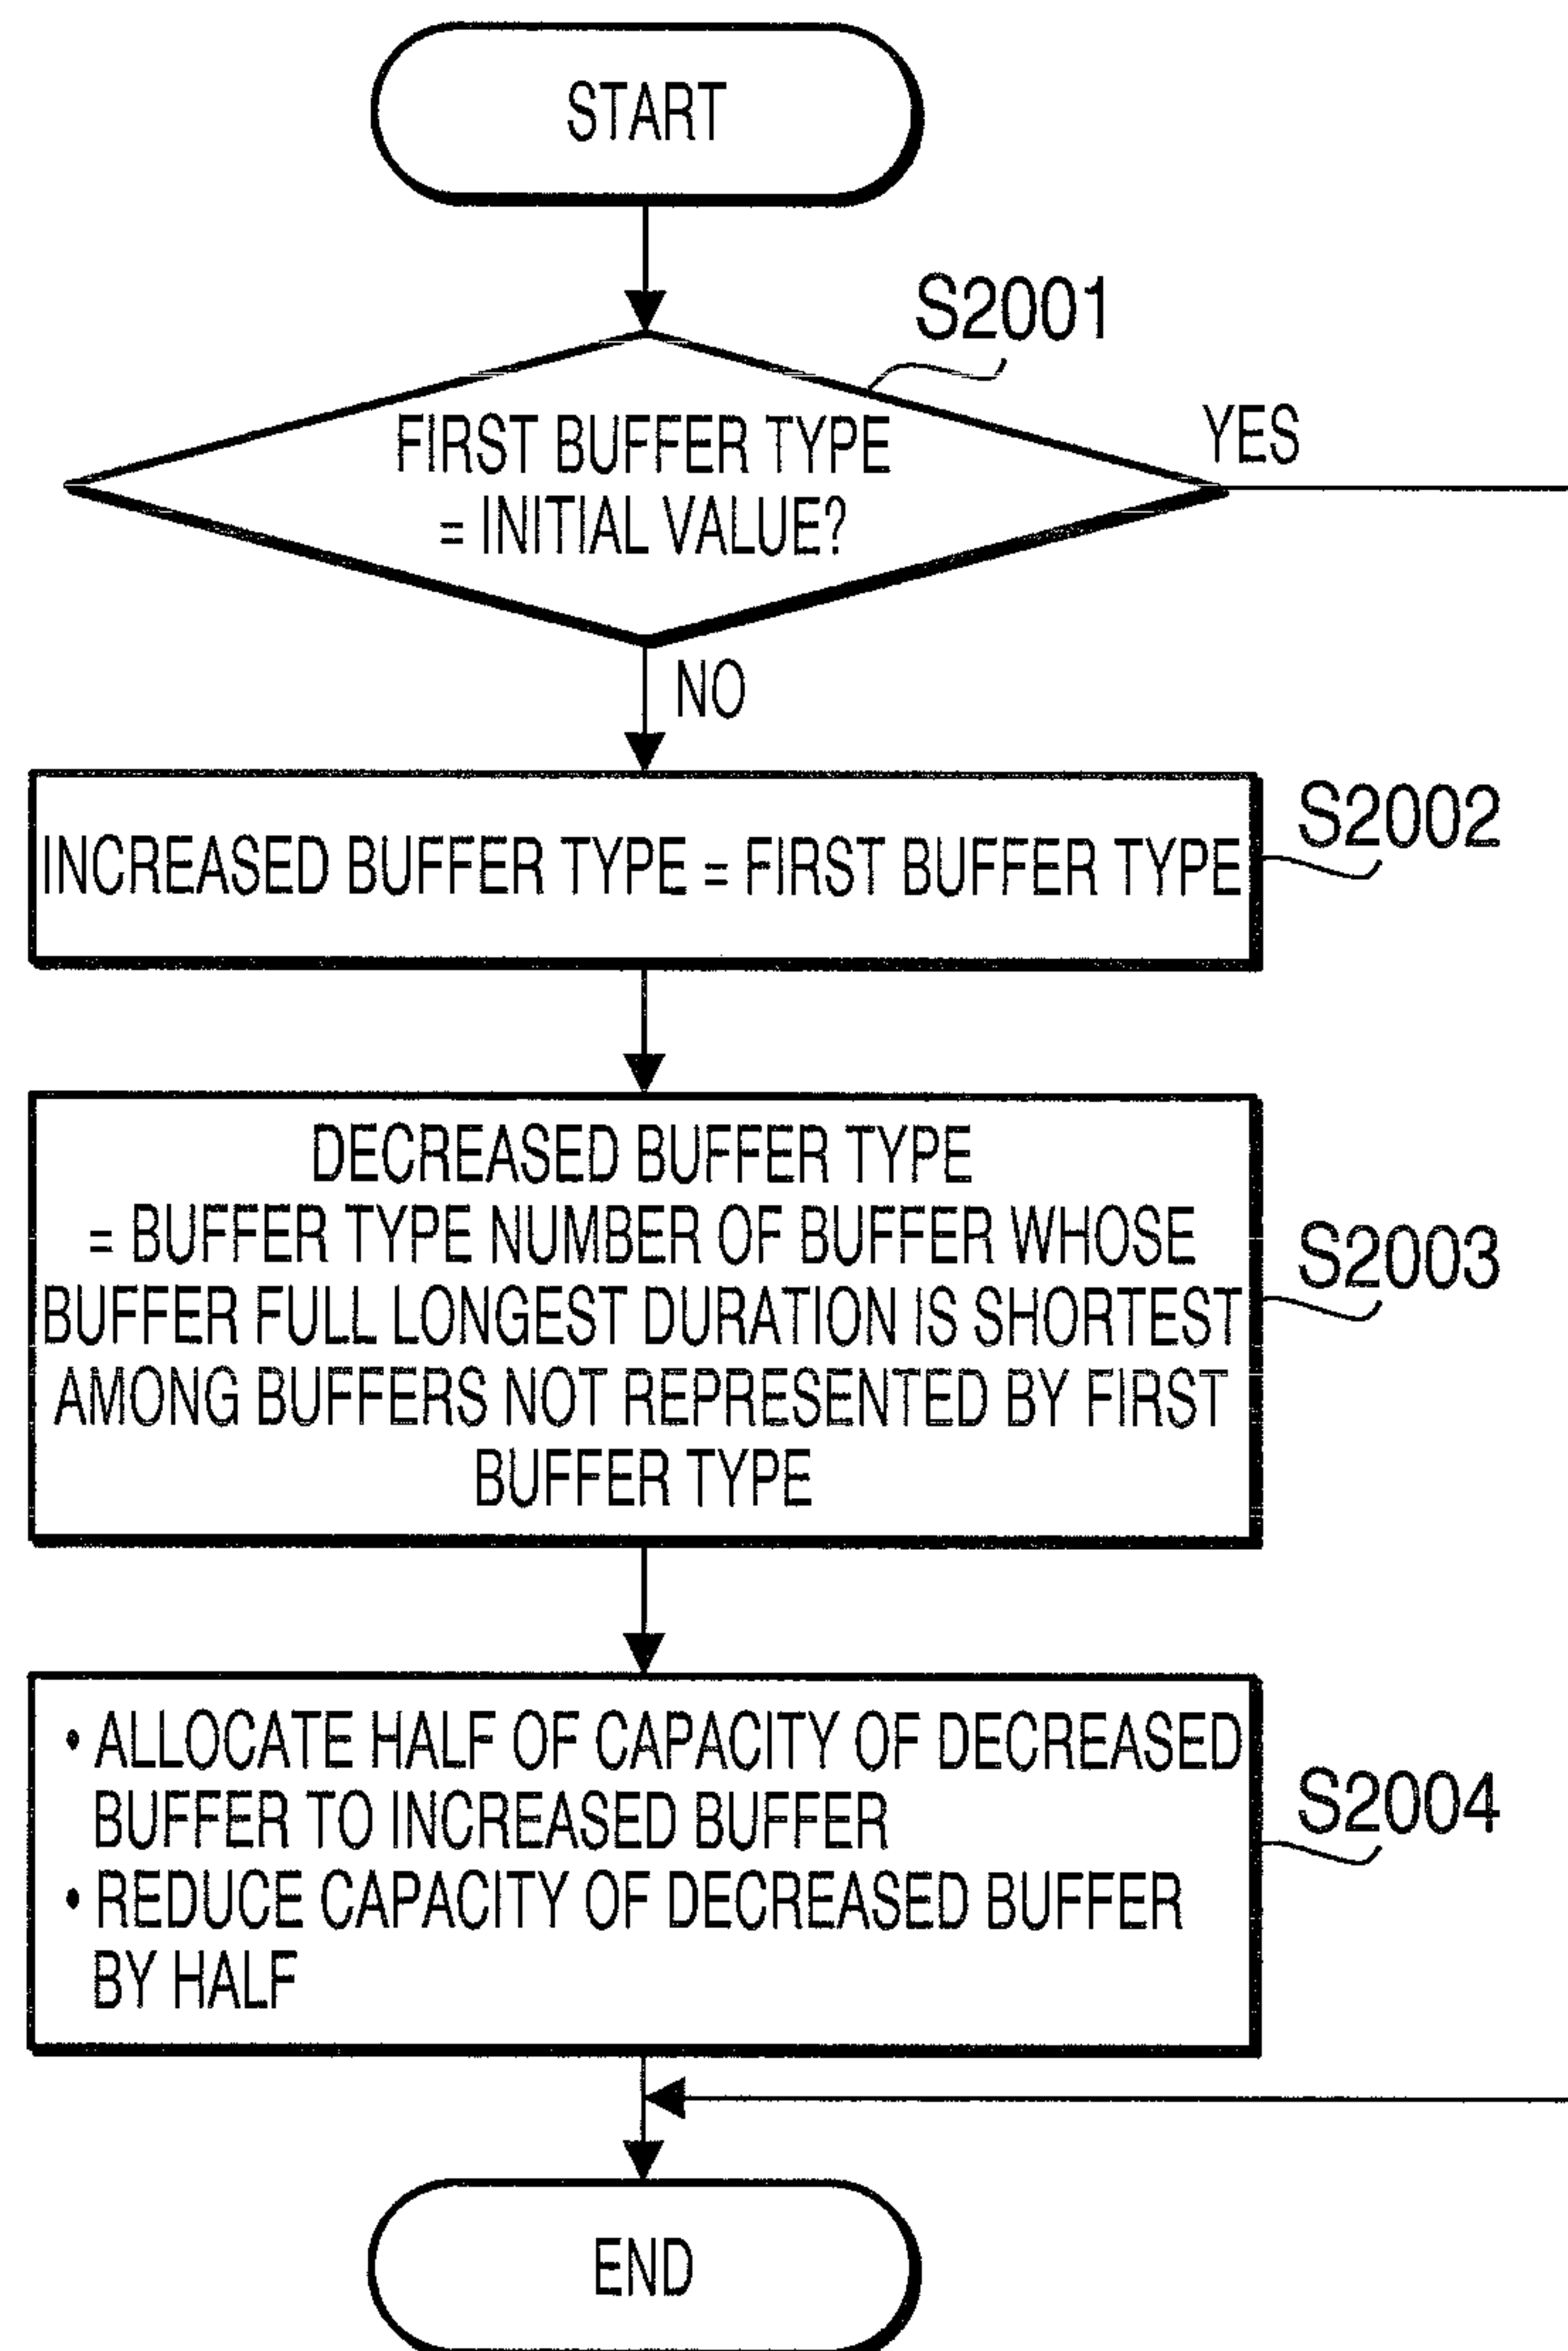 START
S2001
FIRST BUFFER TYPE
= INITIAL VALUE?
YES
NO
INCREASED BUFFER TYPE = FIRST BUFFER TYPE
S2002
DECREASED BUFFER TYPE
= BUFFER TYPE NUMBER OF BUFFER WHOSE
BUFFER FULL LONGEST DURATION IS SHORTEST
AMONG BUFFERS NOT REPRESENTED BY FIRST
BUFFER TYPE
S2003
• ALLOCATE HALF OF CAPACITY OF DECREASED
BUFFER TO INCREASED BUFFER
• REDUCE CAPACITY OF DECREASED BUFFER
BY HALF
S2004
END